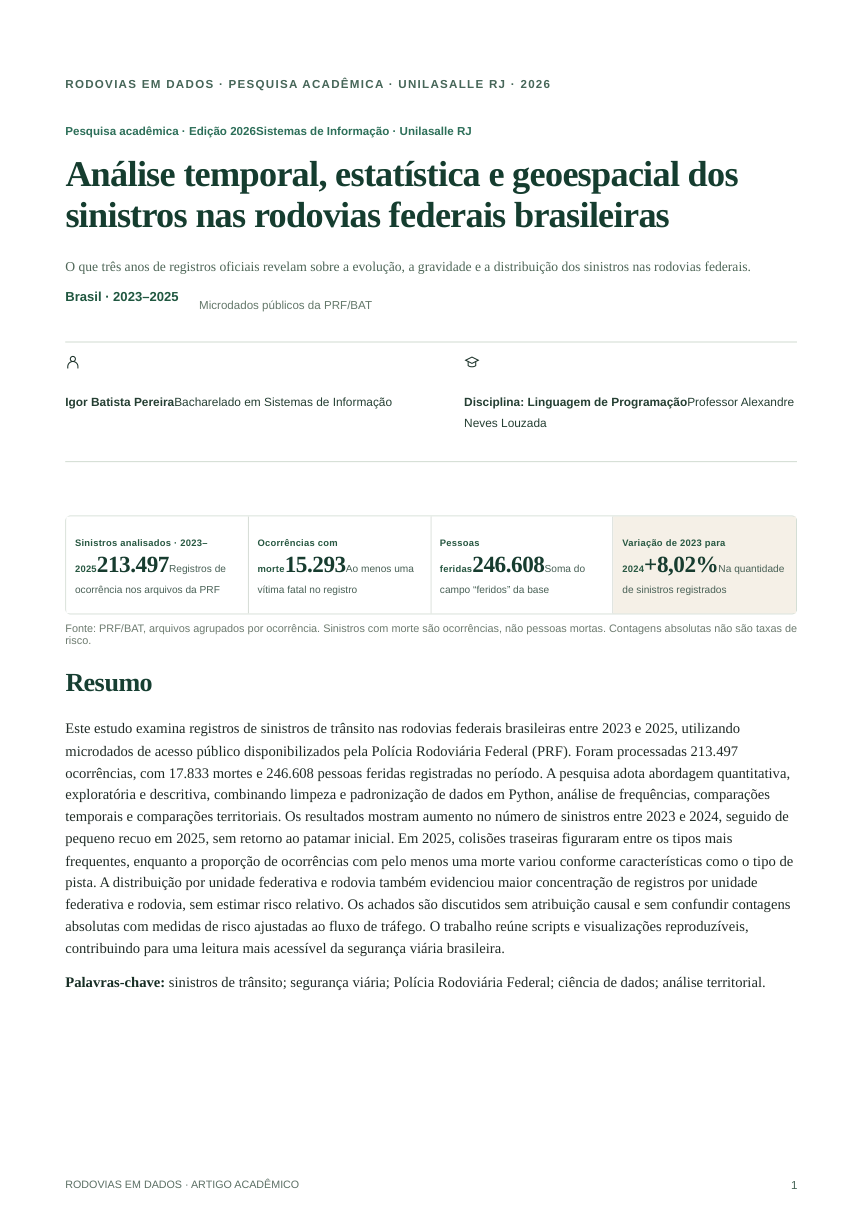 RODOVIAS EM DADOS · PESQUISA ACADÊMICA · UNILASALLE RJ · 2026
Pesquisa acadêmica · Edição 2026Sistemas de Informação · Unilasalle RJ
Análise temporal, estatística e geoespacial dos
sinistros nas rodovias federais brasileiras
O que três anos de registros oficiais revelam sobre a evolução, a gravidade e a distribuição dos sinistros nas rodovias federais.
Brasil · 2023–2025
Microdados públicos da PRF/BAT
Igor Batista PereiraBacharelado em Sistemas de Informação
Disciplina: Linguagem de ProgramaçãoProfessor Alexandre
Neves Louzada
Sinistros analisados · 2023–
2025213.497Registros de
ocorrência nos arquivos da PRF
Ocorrências com
morte15.293Ao menos uma
vítima fatal no registro
Pessoas
feridas246.608Soma do
campo “feridos” da base
Variação de 2023 para
2024+8,02%Na quantidade
de sinistros registrados
Fonte: PRF/BAT, arquivos agrupados por ocorrência. Sinistros com morte são ocorrências, não pessoas mortas. Contagens absolutas não são taxas de
risco.
Resumo
Este estudo examina registros de sinistros de trânsito nas rodovias federais brasileiras entre 2023 e 2025, utilizando
microdados de acesso público disponibilizados pela Polícia Rodoviária Federal (PRF). Foram processadas 213.497
ocorrências, com 17.833 mortes e 246.608 pessoas feridas registradas no período. A pesquisa adota abordagem quantitativa,
exploratória e descritiva, combinando limpeza e padronização de dados em Python, análise de frequências, comparações
temporais e comparações territoriais. Os resultados mostram aumento no número de sinistros entre 2023 e 2024, seguido de
pequeno recuo em 2025, sem retorno ao patamar inicial. Em 2025, colisões traseiras figuraram entre os tipos mais
frequentes, enquanto a proporção de ocorrências com pelo menos uma morte variou conforme características como o tipo de
pista. A distribuição por unidade federativa e rodovia também evidenciou maior concentração de registros por unidade
federativa e rodovia, sem estimar risco relativo. Os achados são discutidos sem atribuição causal e sem confundir contagens
absolutas com medidas de risco ajustadas ao fluxo de tráfego. O trabalho reúne scripts e visualizações reproduzíveis,
contribuindo para uma leitura mais acessível da segurança viária brasileira.
Palavras-chave: sinistros de trânsito; segurança viária; Polícia Rodoviária Federal; ciência de dados; análise territorial.
RODOVIAS EM DADOS · ARTIGO ACADÊMICO
1